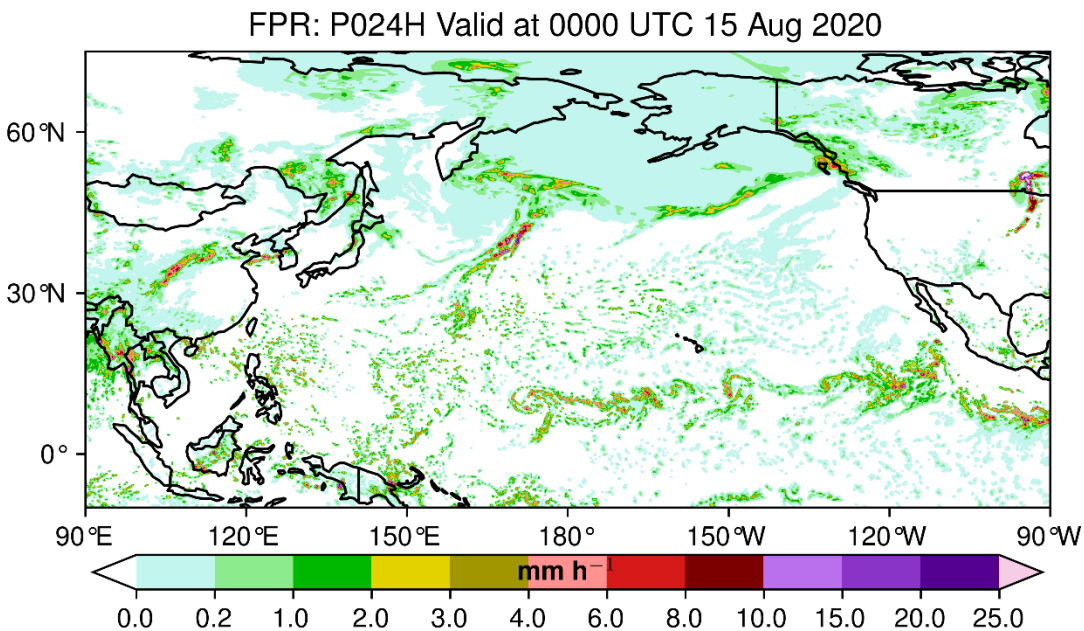 FPR: P024H Valid at 0000 UTC 15 Aug 2020
60°N
30°N
0°
90°E 120°E 150°E 180° 150°W 120°W 90°W
mm h⁻¹
0.0 0.2 1.0 2.0 3.0 4.0 6.0 8.0 10.0 15.0 20.0 25.0